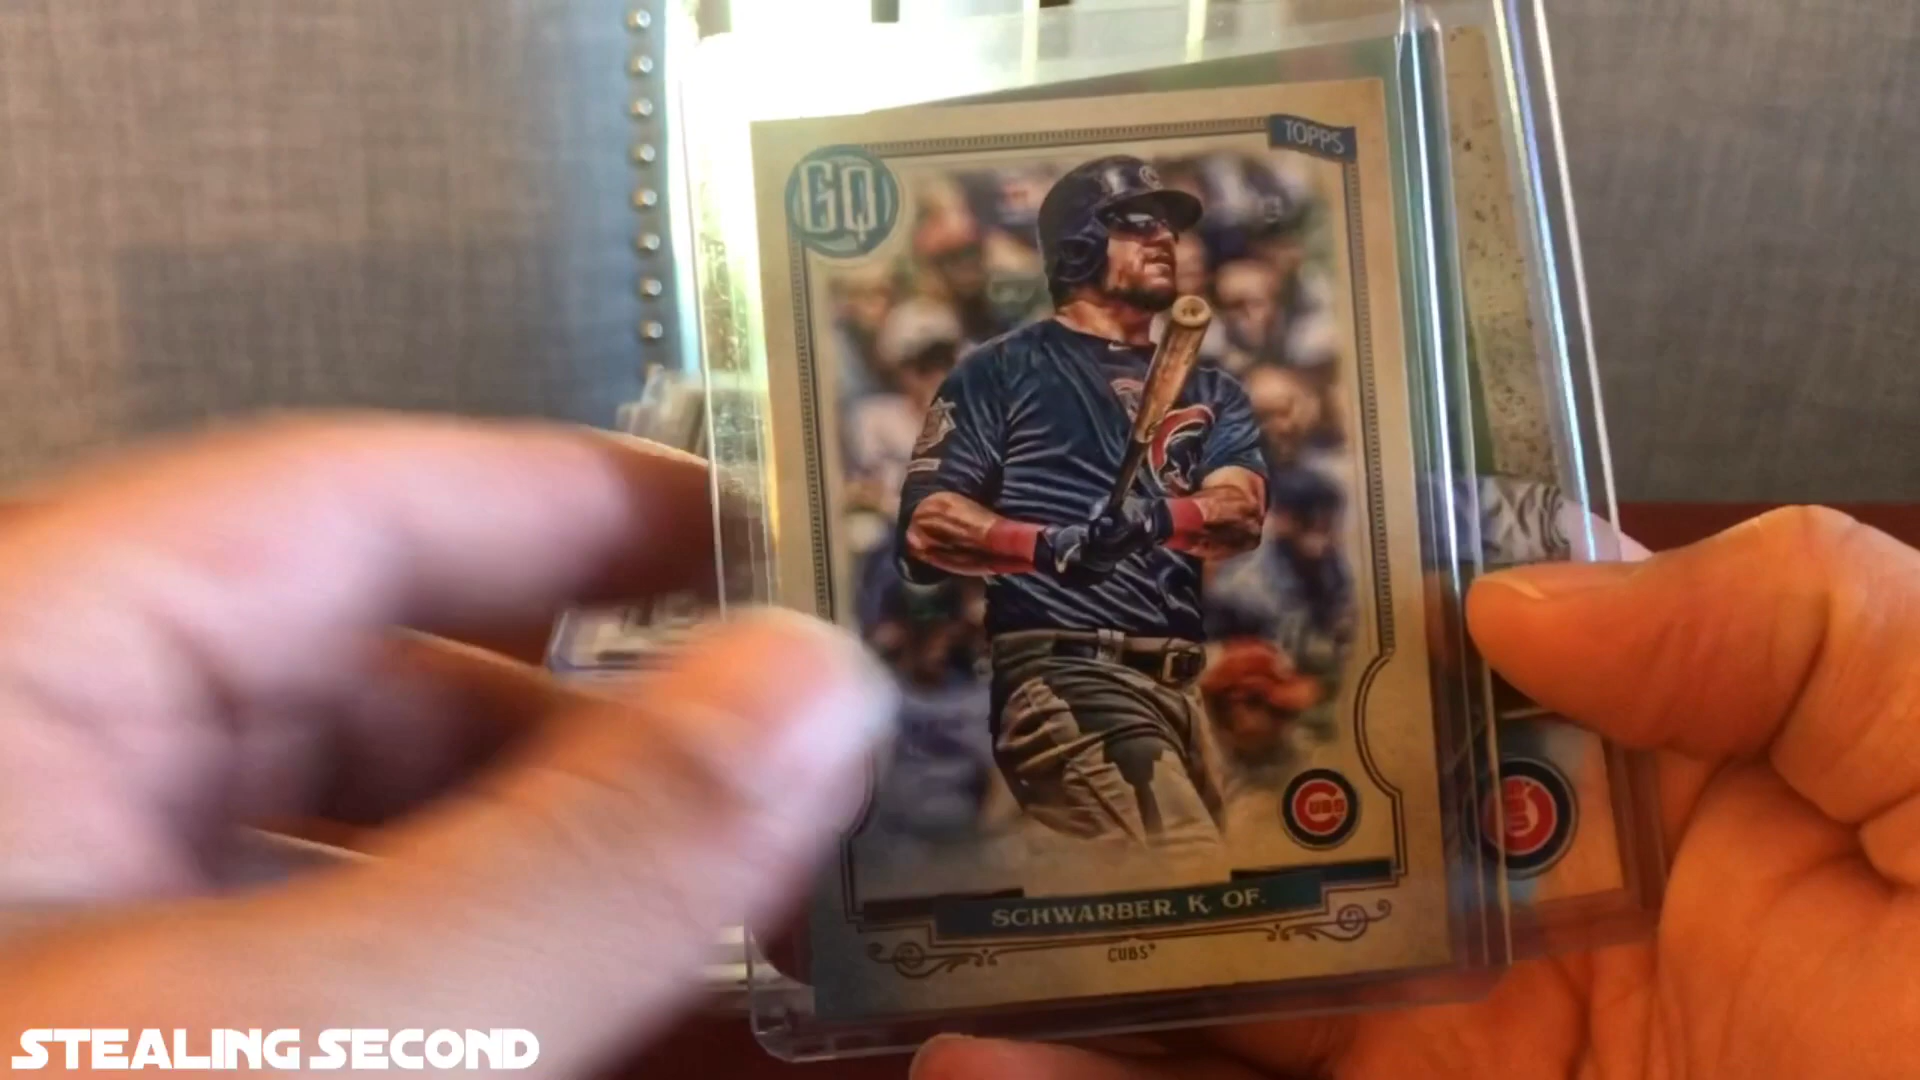 TOPPS
GQ
CUBS
SCHWARBER, K. OF.
CUBS®
STEALING SECOND